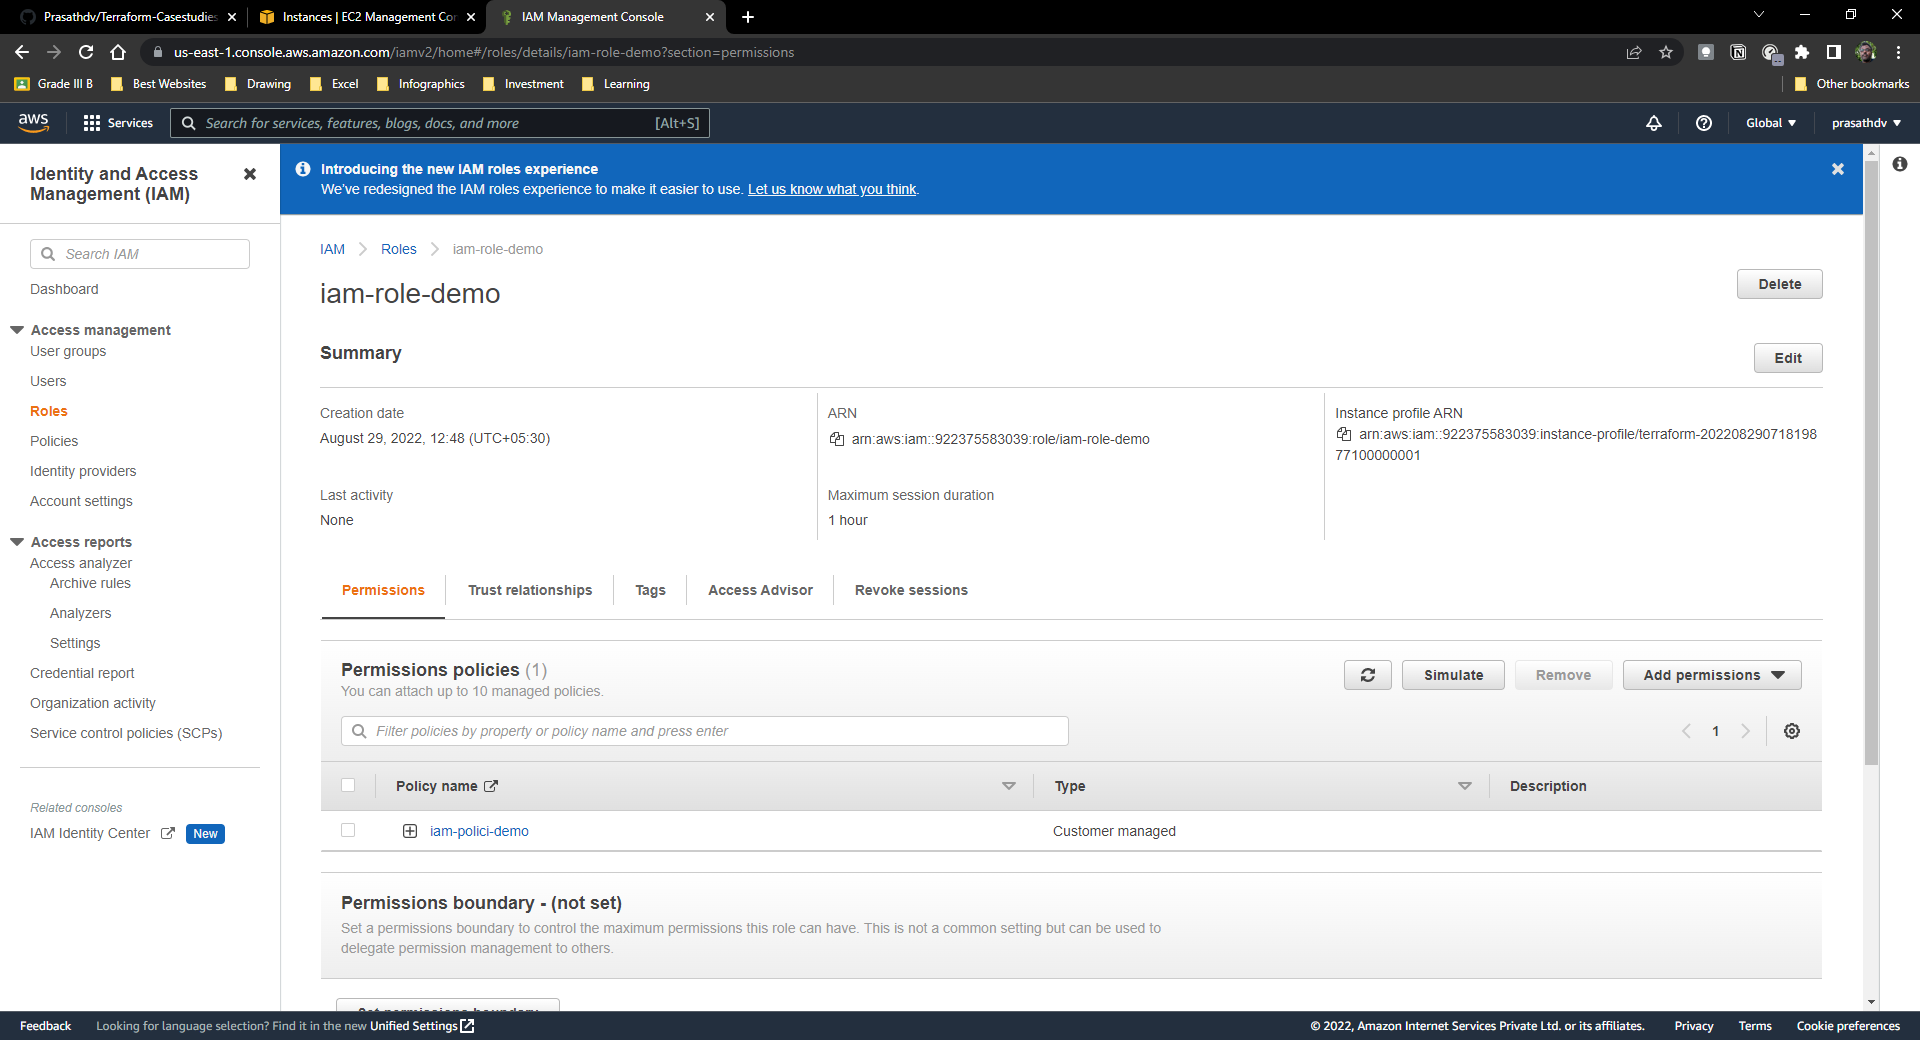 Prasathdv/Terraform-Casestudies
Instances | EC2 Management Con
IAM Management Console
us-east-1.console.aws.amazon.com/iamv2/home#/roles/details/iam-role-demo?section=permissions
Grade III B
Best Websites
Drawing
Excel
Infographics
Investment
Learning
Other bookmarks
aws
Services
Search for services, features, blogs, docs, and more
[Alt+S]
Global
prasathdv
Identity and Access
Management (IAM)
Search IAM
Dashboard
Access management
User groups
Users
Roles
Policies
Identity providers
Account settings
Access reports
Access analyzer
Archive rules
Analyzers
Settings
Credential report
Organization activity
Service control policies (SCPs)
Related consoles
IAM Identity Center
New
Introducing the new IAM roles experience
We've redesigned the IAM roles experience to make it easier to use. Let us know what you think.
IAM
Roles
iam-role-demo
iam-role-demo
Delete
Summary
Edit
Creation date
August 29, 2022, 12:48 (UTC+05:30)
ARN
arn:aws:iam::922375583039:role/iam-role-demo
Instance profile ARN
arn:aws:iam::922375583039:instance-profile/terraform-202208290718198
77100000001
Last activity
None
Maximum session duration
1 hour
Permissions
Trust relationships
Tags
Access Advisor
Revoke sessions
Permissions policies (1)
You can attach up to 10 managed policies.
Simulate
Remove
Add permissions
Filter policies by property or policy name and press enter
1
Policy name
Type
Description
iam-polici-demo
Customer managed
Permissions boundary - (not set)
Set a permissions boundary to control the maximum permissions this role can have. This is not a common setting but can be used to
delegate permission management to others.
Set permissions boundary
Feedback
Looking for language selection? Find it in the new Unified Settings
© 2022, Amazon Internet Services Private Ltd. or its affiliates.
Privacy
Terms
Cookie preferences